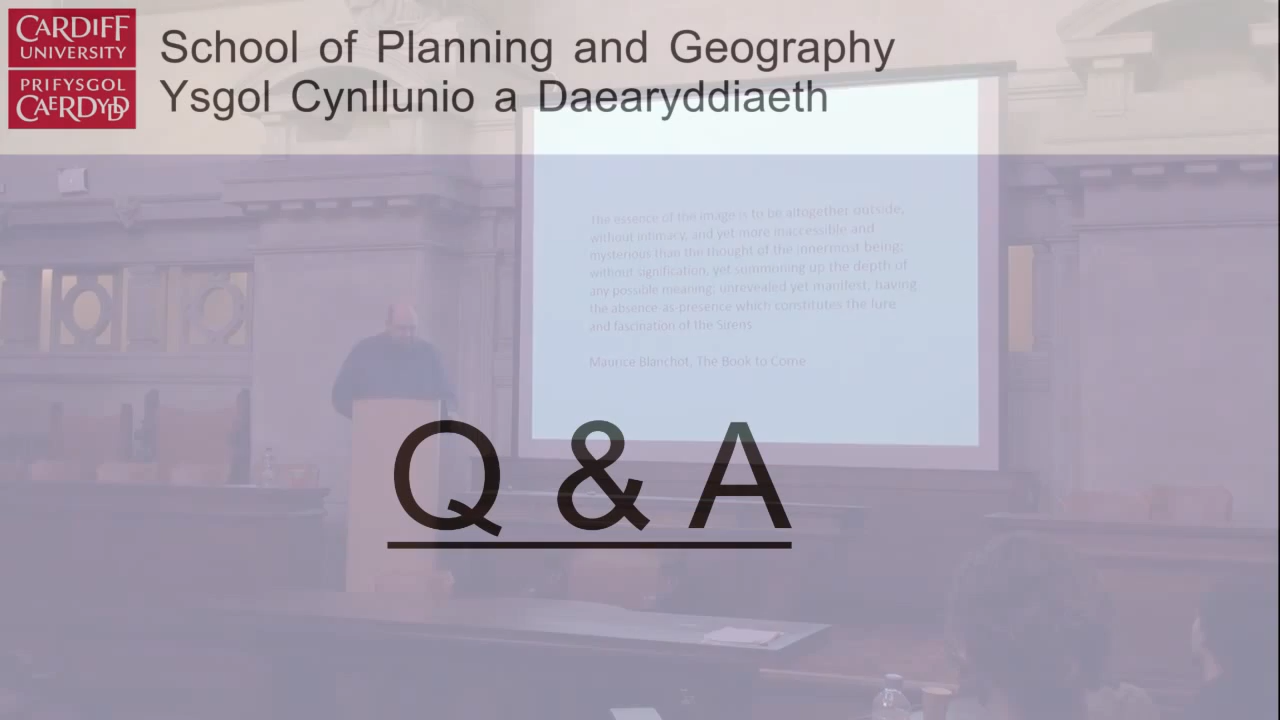 CARDIFF
UNIVERSITY
PRIFYSGOL
CAERDYDD
School of Planning and Geography
Ysgol Cynllunio a Daearyddiaeth
The essence of the image is to be altogether outside,
without intimacy, and yet more inaccessible and
mysterious than the thought of the innermost being;
without signification, yet summoning up the depth of
any possible meaning; unrevealed yet manifest, having
the absence-as-presence which constitutes the lure
and fascination of the Sirens
Maurice Blanchot, The Book to Come
Q & A